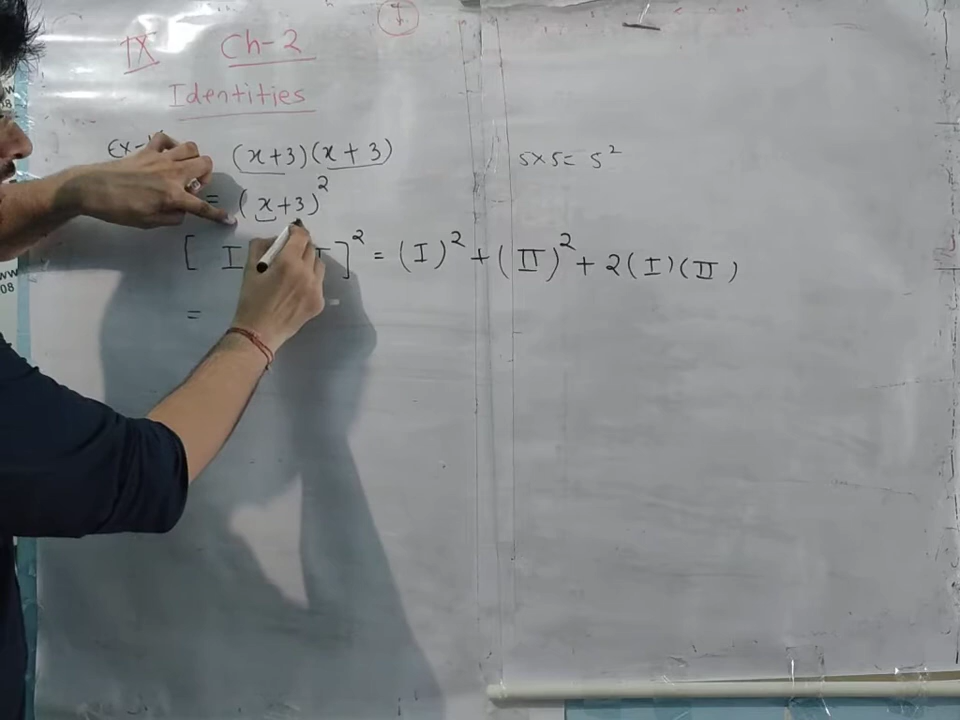 IX Ch-2
Identities
(x+3)(x+3) 5×5=5²
= (x+3)²
[ I ]² = (I)² + (II)² + 2(I)(II)
=